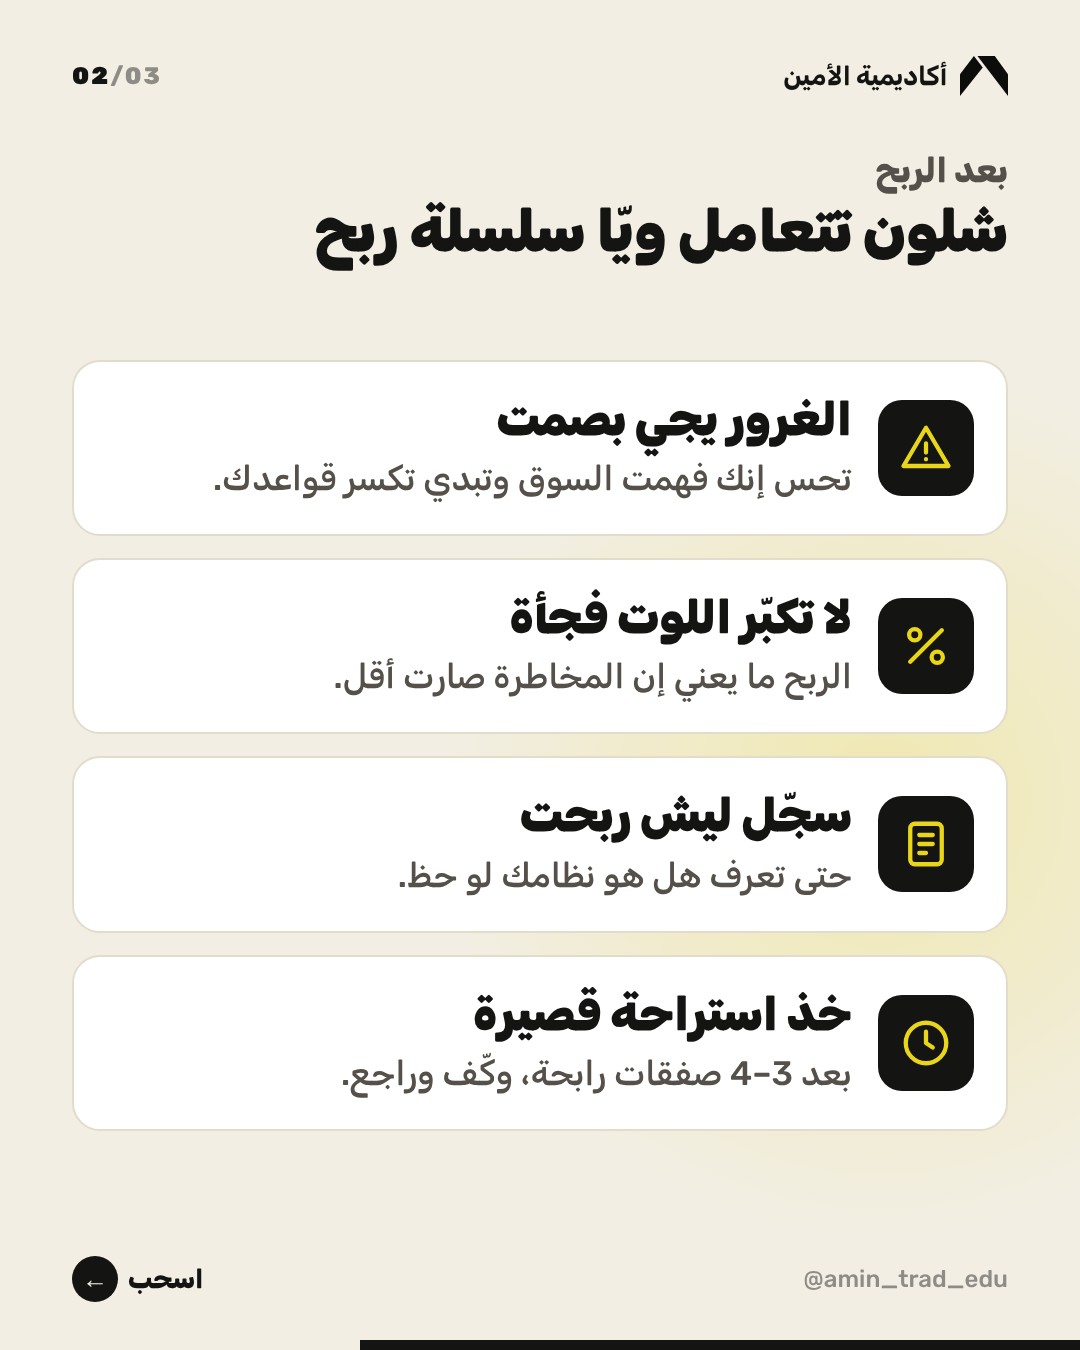 أكاديمية الأمين
02/03
بعد الربح
شلون تتعامل ويّا سلسلة ربح
الغرور يجي بصمت
تحس إنك فهمت السوق وتبدي تكسر قواعدك.
لا تكبّر اللوت فجأة
الربح ما يعني إن المخاطرة صارت أقل.
سجّل ليش ربحت
حتى تعرف هل هو نظامك لو حظ.
خذ استراحة قصيرة
بعد 3–4 صفقات رابحة، وكّف وراجع.
@amin_trad_edu
اسحب ←